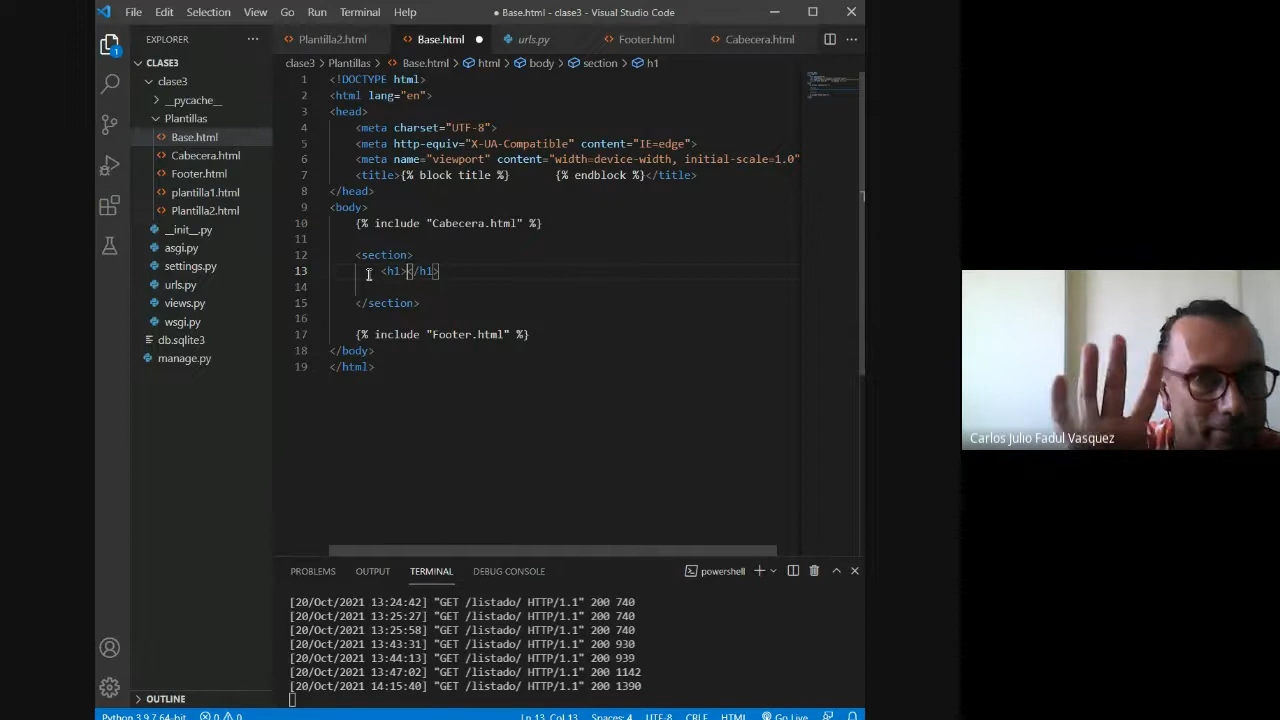 File Edit Selection View Go Run Terminal Help ● Base.html - clase3 - Visual Studio Code
EXPLORER ... Plantilla2.html Base.html ● urls.py Footer.html Cabecera.html ...
CLASE3
clase3 > Plantillas > Base.html > html > body > section > h1
clase3
__pycache__
Plantillas
Base.html
Cabecera.html
Footer.html
plantilla1.html
Plantilla2.html
__init__.py
asgi.py
settings.py
urls.py
views.py
wsgi.py
db.sqlite3
manage.py
OUTLINE
1 <!DOCTYPE html>
2 <html lang="en">
3 <head>
4 <meta charset="UTF-8">
5 <meta http-equiv="X-UA-Compatible" content="IE=edge">
6 <meta name="viewport" content="width=device-width, initial-scale=1.0"
7 <title>{% block title %} {% endblock %}</title>
8 </head>
9 <body>
10 {% include "Cabecera.html" %}
11
12 <section>
13 <h1></h1>
14
15 </section>
16
17 {% include "Footer.html" %}
18 </body>
19 </html>
PROBLEMS OUTPUT TERMINAL DEBUG CONSOLE powershell
[20/Oct/2021 13:24:42] "GET /listado/ HTTP/1.1" 200 740
[20/Oct/2021 13:25:27] "GET /listado/ HTTP/1.1" 200 740
[20/Oct/2021 13:25:58] "GET /listado/ HTTP/1.1" 200 740
[20/Oct/2021 13:43:31] "GET /listado/ HTTP/1.1" 200 930
[20/Oct/2021 13:44:13] "GET /listado/ HTTP/1.1" 200 939
[20/Oct/2021 13:47:02] "GET /listado/ HTTP/1.1" 200 1142
[20/Oct/2021 14:15:40] "GET /listado/ HTTP/1.1" 200 1390
Python 3.9.7 64-bit 0 0 Ln 13, Col 13 Spaces: 4 UTF-8 CRLF HTML Go Live
1
Carlos Julio Fadul Vasquez